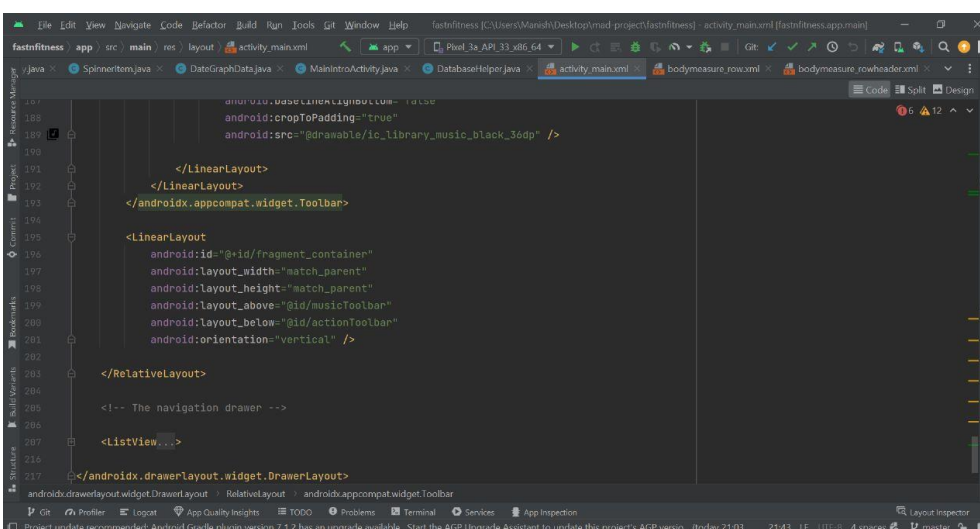 File Edit View Navigate Code Refactor Build Run Tools Git Window Help fastnfitness [C:\Users\Manish\Desktop\mad-project\fastnfitness] - activity_main.xml [fastnfitness.app.main]
fastnfitness app src main res layout activity_main.xml app Pixel_3a_API_33_x86_64 Git:
y.java SpinnerItem.java DateGraphData.java MainIntroActivity.java DatabaseHelper.java activity_main.xml bodymeasure_row.xml bodymeasure_rowheader.xml
Code Split Design
Resource Manager
Project
Commit
Bookmarks
Build Variants
Structure
6 12
187 android:baselineAlignBottom="false"
188 android:cropToPadding="true"
189 android:src="@drawable/ic_library_music_black_36dp" />
190
191 </LinearLayout>
192 </LinearLayout>
193 </androidx.appcompat.widget.Toolbar>
194
195 <LinearLayout
196 android:id="@+id/fragment_container"
197 android:layout_width="match_parent"
198 android:layout_height="match_parent"
199 android:layout_above="@id/musicToolbar"
200 android:layout_below="@id/actionToolbar"
201 android:orientation="vertical" />
202
203 </RelativeLayout>
204
205 <!-- The navigation drawer -->
206
207 <ListView...>
216
217 </androidx.drawerlayout.widget.DrawerLayout>
androidx.drawerlayout.widget.DrawerLayout RelativeLayout androidx.appcompat.widget.Toolbar
Git Profiler Logcat App Quality Insights TODO Problems Terminal Services App Inspection Layout Inspector
Project update recommended: Android Gradle plugin version 7.1.2 has an upgrade available. Start the AGP Upgrade Assistant to update this project's AGP versio.. (today 21:03 21:43 LF UTF-8 4 spaces master